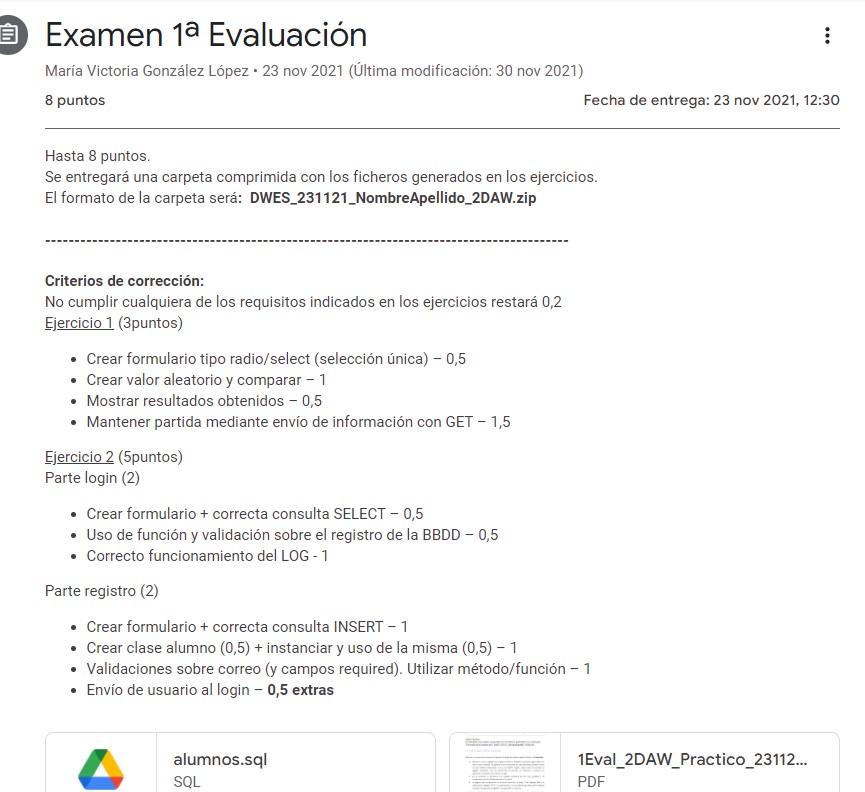 Examen 1ª Evaluación
María Victoria González López • 23 nov 2021 (Última modificación: 30 nov 2021)
8 puntos
Fecha de entrega: 23 nov 2021, 12:30
Hasta 8 puntos.
Se entregará una carpeta comprimida con los ficheros generados en los ejercicios.
El formato de la carpeta será: DWES_231121_NombreApellido_2DAW.zip
-----------------------------------------------------------------------------------------
Criterios de corrección:
No cumplir cualquiera de los requisitos indicados en los ejercicios restará 0,2
Ejercicio 1 (3puntos)
• Crear formulario tipo radio/select (selección única) – 0,5
• Crear valor aleatorio y comparar – 1
• Mostrar resultados obtenidos – 0,5
• Mantener partida mediante envío de información con GET – 1,5
Ejercicio 2 (5puntos)
Parte login (2)
• Crear formulario + correcta consulta SELECT – 0,5
• Uso de función y validación sobre el registro de la BBDD – 0,5
• Correcto funcionamiento del LOG - 1
Parte registro (2)
• Crear formulario + correcta consulta INSERT – 1
• Crear clase alumno (0,5) + instanciar y uso de la misma (0,5) – 1
• Validaciones sobre correo (y campos required). Utilizar método/función – 1
• Envío de usuario al login – 0,5 extras
alumnos.sql
SQL
1Eval_2DAW_Practico_23112...
PDF